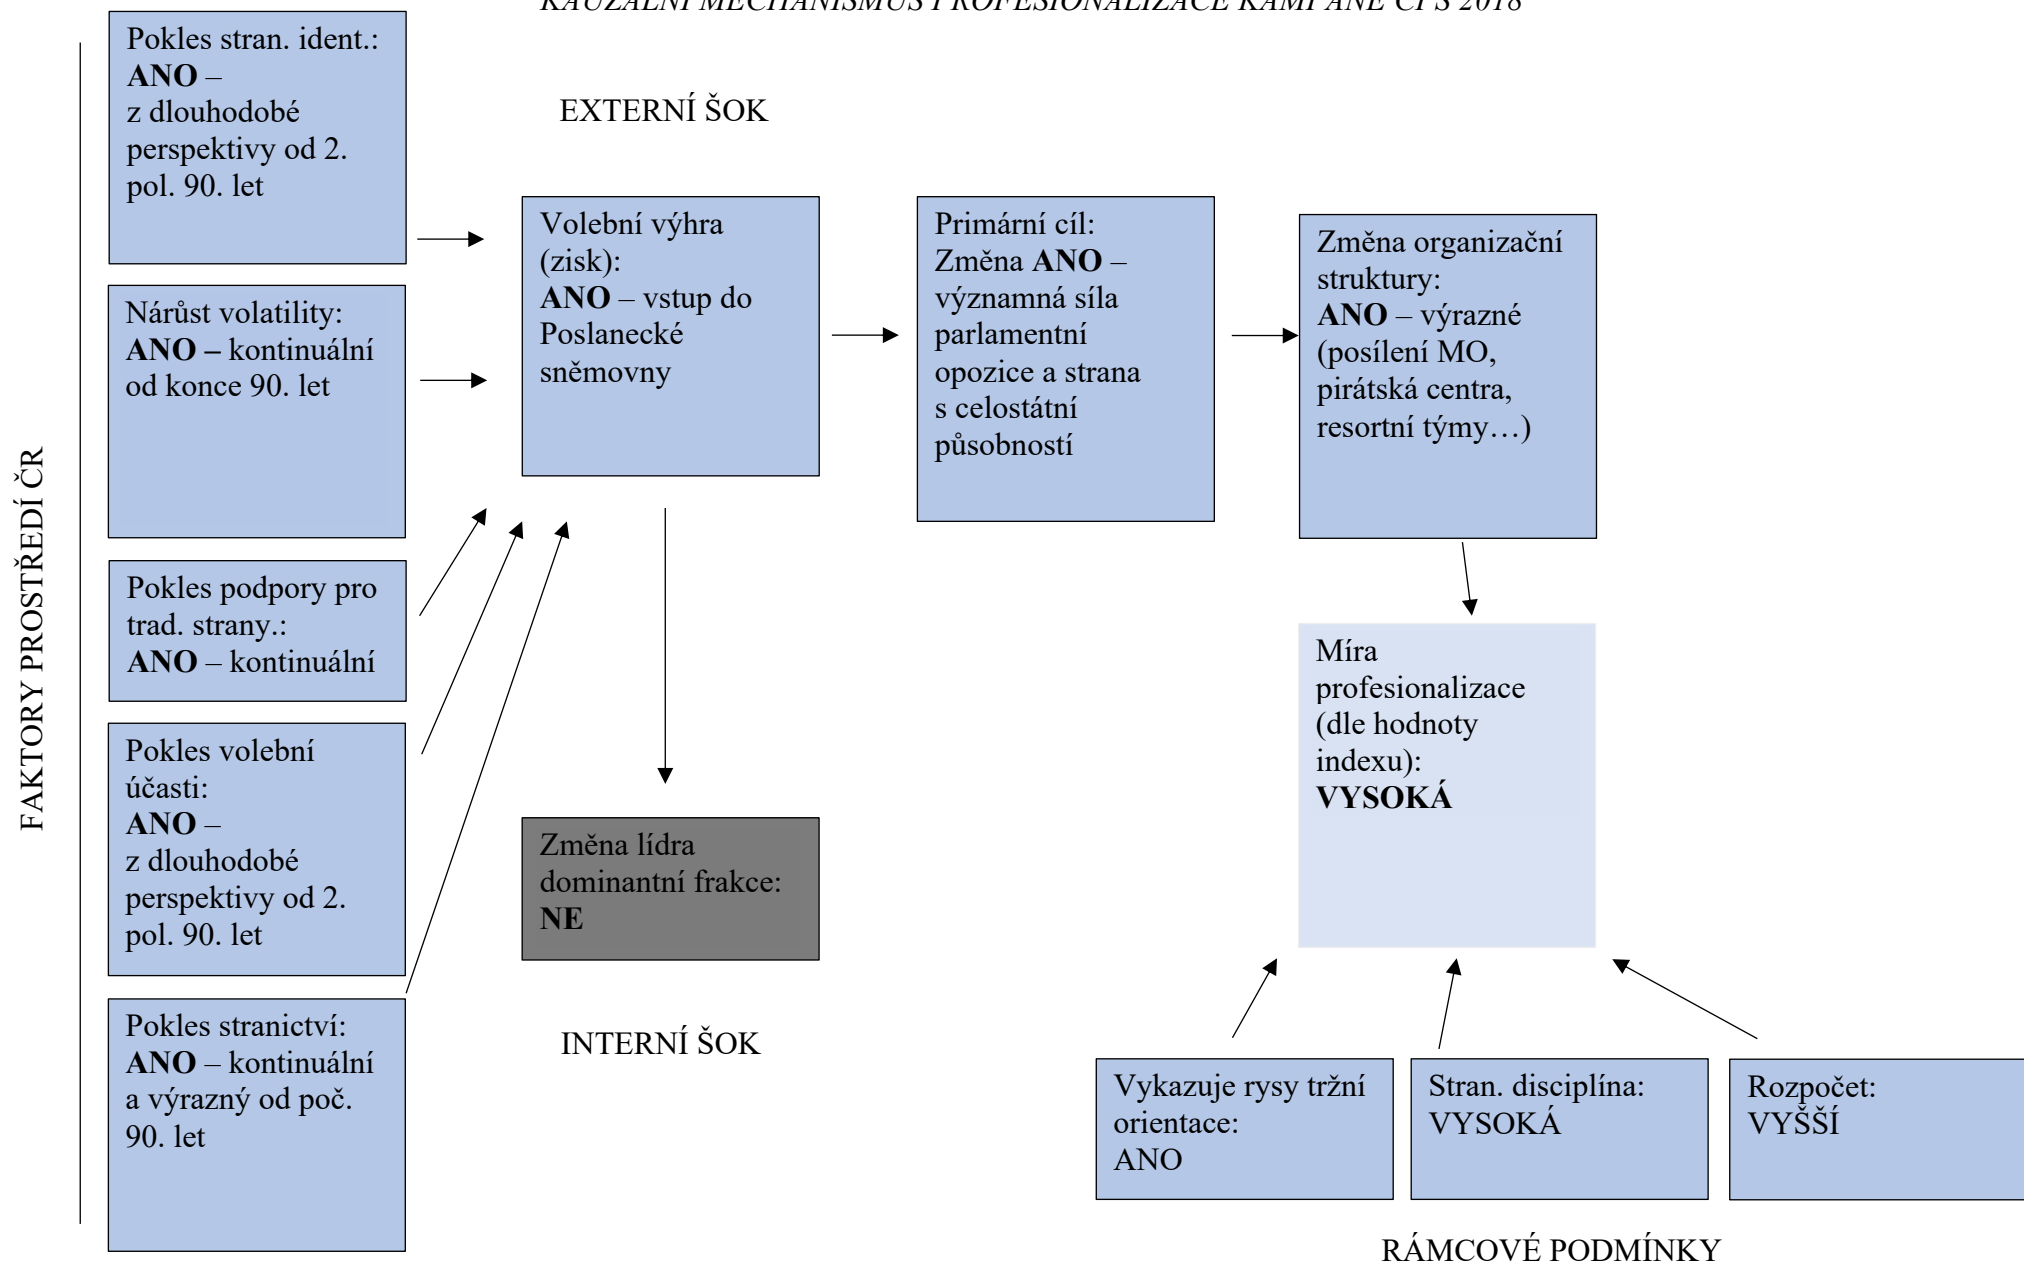 KAUZÁLNÍ MECHANISMUS PROFESIONALIZACE KAMPANĚ ČPS 2018
FAKTORY PROSTŘEDÍ ČR
Pokles stran. ident.:
ANO –
z dlouhodobé
perspektivy od 2.
pol. 90. let
Nárůst volatility:
ANO – kontinuální
od konce 90. let
Pokles podpory pro
trad. strany.:
ANO – kontinuální
Pokles volební
účasti:
ANO –
z dlouhodobé
perspektivy od 2.
pol. 90. let
Pokles stranictví:
ANO – kontinuální
a výrazný od poč.
90. let
EXTERNÍ ŠOK
Volební výhra
(zisk):
ANO – vstup do
Poslanecké
sněmovny
Změna lídra
dominantní frakce:
NE
INTERNÍ ŠOK
Primární cíl:
Změna ANO –
významná síla
parlamentní
opozice a strana
s celostátní
působností
Změna organizační
struktury:
ANO – výrazné
(posílení MO,
pirátská centra,
resortní týmy…)
Míra
profesionalizace
(dle hodnoty
indexu):
VYSOKÁ
Vykazuje rysy tržní
orientace:
ANO
Stran. disciplína:
VYSOKÁ
Rozpočet:
VYŠŠÍ
RÁMCOVÉ PODMÍNKY